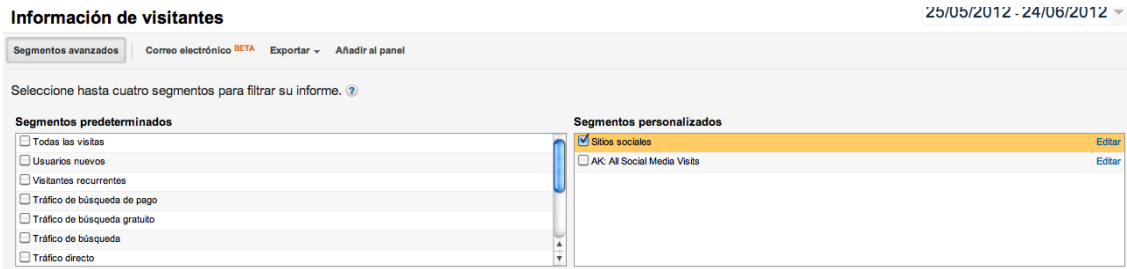 Información de visitantes
25/05/2012 - 24/06/2012
Segmentos avanzados
Correo electrónico BETA
Exportar
Añadir al panel
Seleccione hasta cuatro segmentos para filtrar su informe. ?
Segmentos predeterminados
Todas las visitas
Usuarios nuevos
Visitantes recurrentes
Tráfico de búsqueda de pago
Tráfico de búsqueda gratuito
Tráfico de búsqueda
Tráfico directo
Segmentos personalizados
Sitios sociales Editar
AK: All Social Media Visits Editar